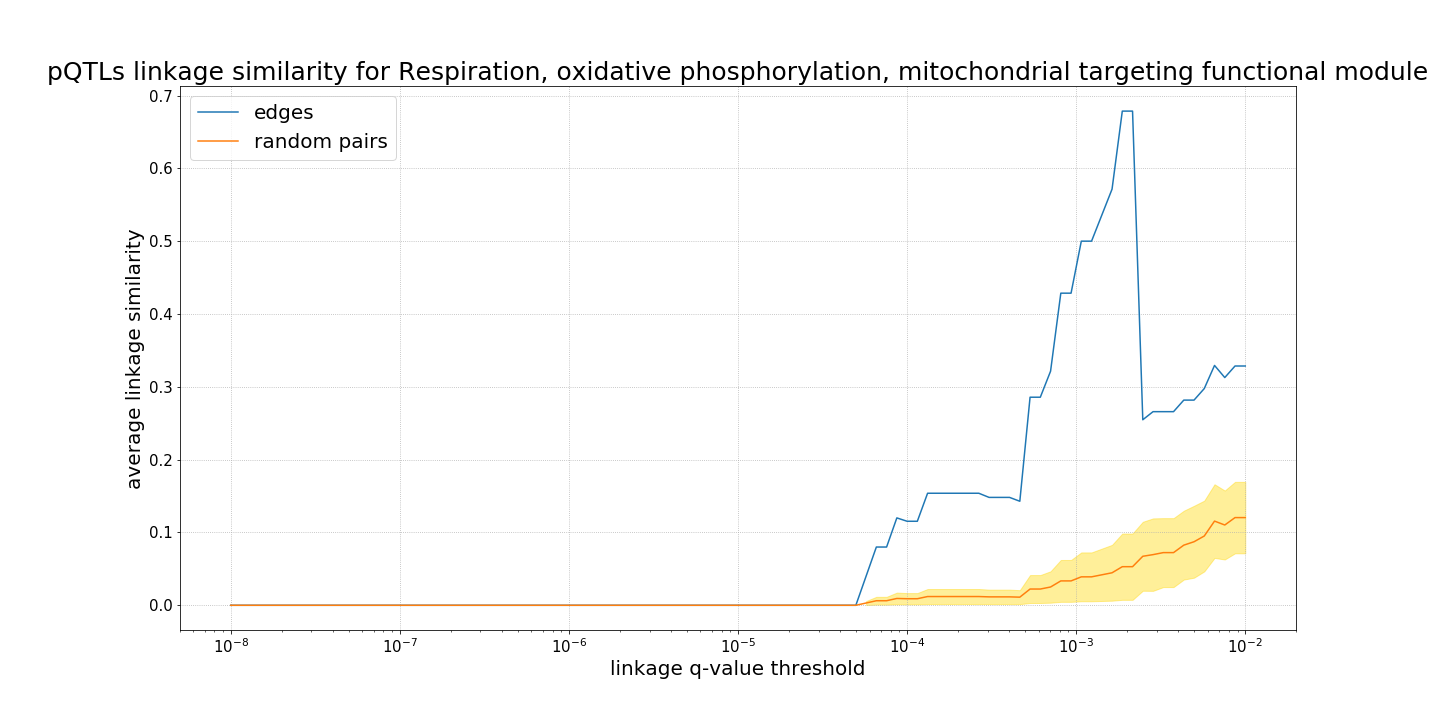 pQTLs linkage similarity for Respiration, oxidative phosphorylation, mitochondrial targeting functional module
edges
random pairs
average linkage similarity
0.7
0.6
0.5
0.4
0.3
0.2
0.1
0.0
10⁻⁸ 10⁻⁷ 10⁻⁶ 10⁻⁵ 10⁻⁴ 10⁻³ 10⁻²
linkage q-value threshold